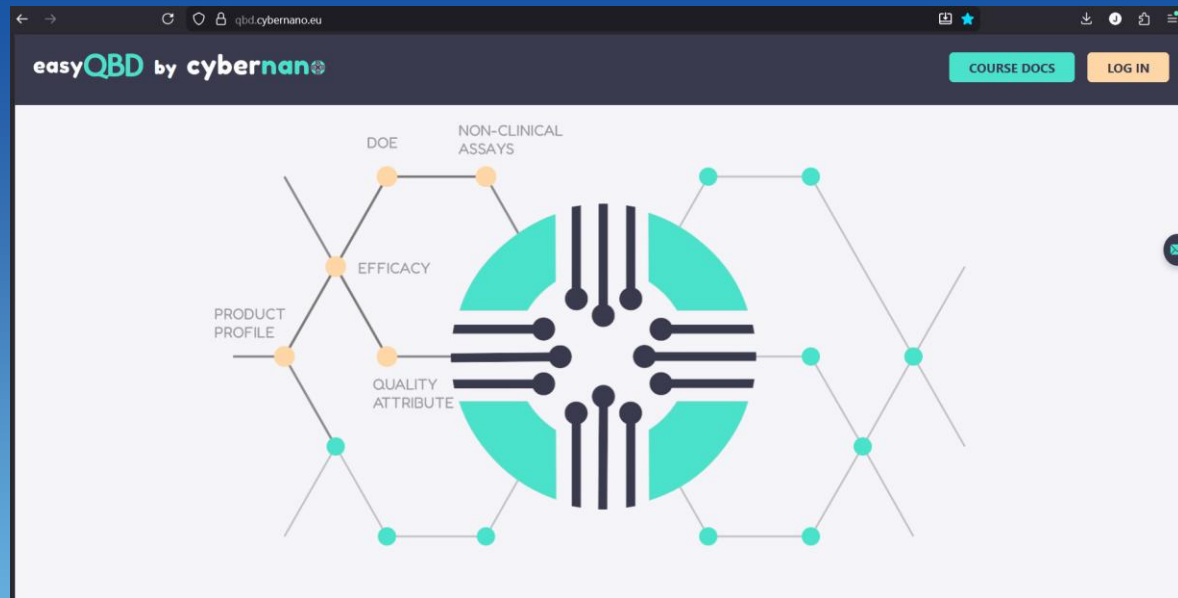 qbd.cybernano.eu
easyQBD by cybernano
COURSE DOCS
LOG IN
DOE
NON-CLINICAL
ASSAYS
EFFICACY
PRODUCT
PROFILE
QUALITY
ATTRIBUTE